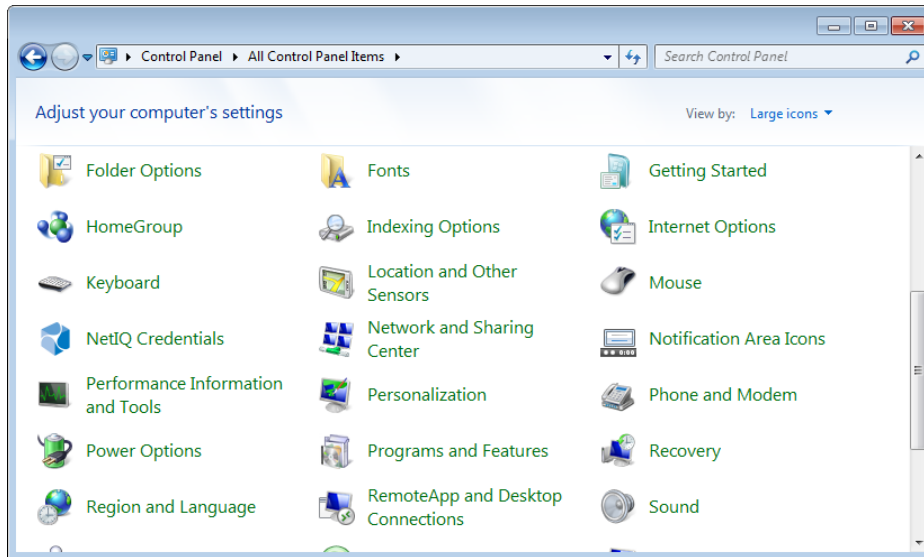 Control Panel
All Control Panel Items
Search Control Panel
Adjust your computer's settings
View by: Large icons
Folder Options
Fonts
Getting Started
HomeGroup
Indexing Options
Internet Options
Keyboard
Location and Other
Sensors
Mouse
NetIQ Credentials
Network and Sharing
Center
Notification Area Icons
Performance Information
and Tools
Personalization
Phone and Modem
Power Options
Programs and Features
Recovery
Region and Language
RemoteApp and Desktop
Connections
Sound